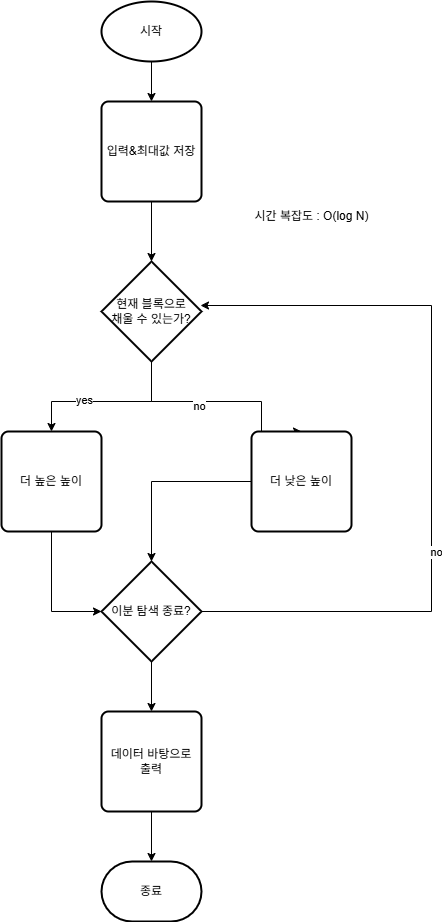 시작
입력&최대값 저장
시간 복잡도 : O(log N)
현재 블록으로
채울 수 있는가?
yes
no
더 높은 높이
더 낮은 높이
no
이분 탐색 종료?
데이터 바탕으로
출력
종료